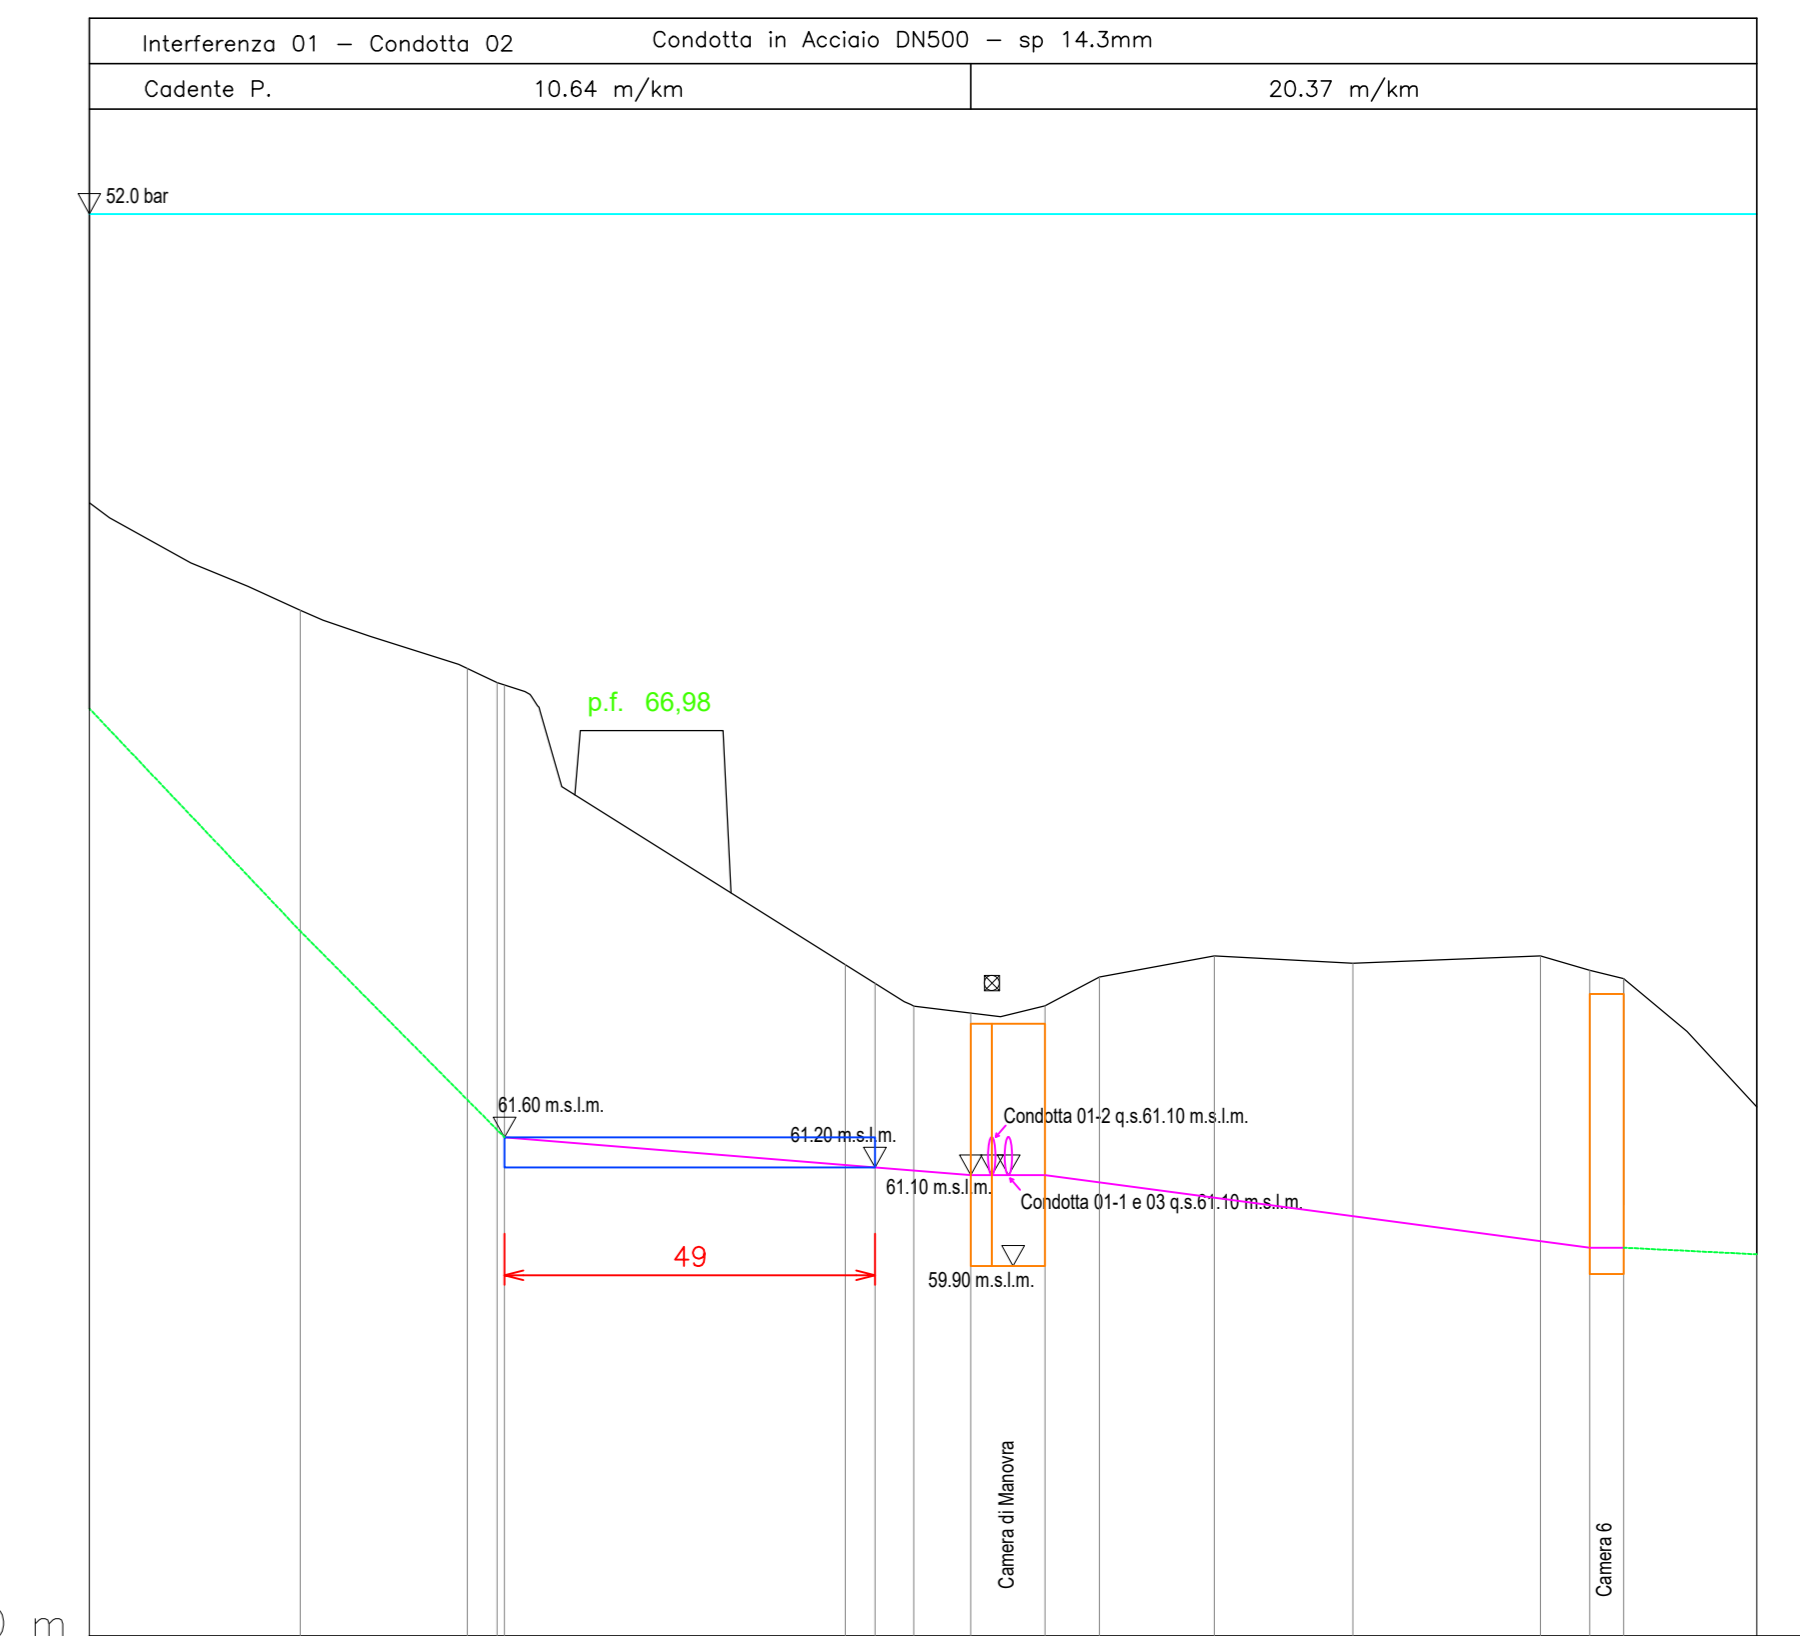 Interferenza 01 – Condotta 02
Condotta in Acciaio DN500 – sp 14.3mm
Cadente P.
10.64 m/km
20.37 m/km
52.0 bar
p.f. 66,98
61.60 m.s.l.m.
61.20 m.s.l.m.
Condotta 01-2 q.s.61.10 m.s.l.m.
61.10 m.s.l.m.
Condotta 01-1 e 03 q.s.61.10 m.s.l.m.
49
59.90 m.s.l.m.
Camera di Manovra
Camera 6
m